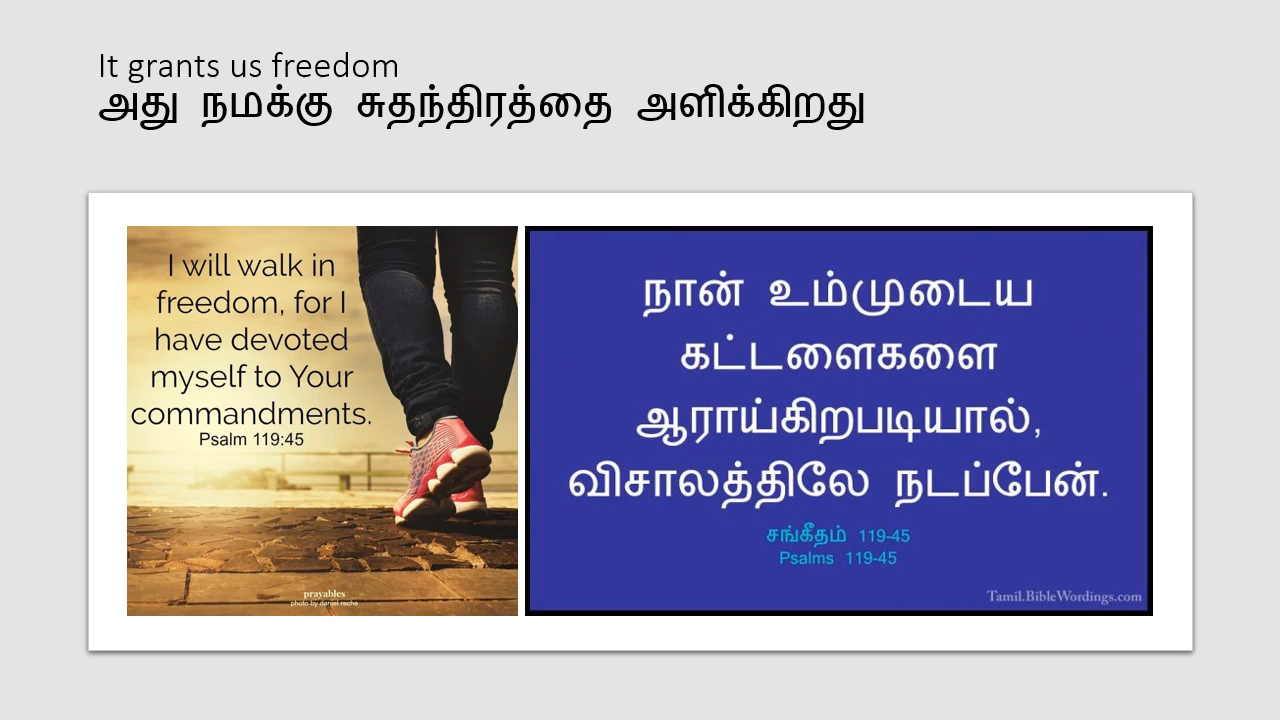 It grants us freedom
அது நமக்கு சுதந்திரத்தை அளிக்கிறது
I will walk in
freedom, for I
have devoted
myself to Your
commandments.
Psalm 119:45
prayables
photo by daniel reche
நான் உம்முடைய
கட்டளைகளை
ஆராய்கிறபடியால்,
விசாலத்திலே நடப்பேன்.
சங்கீதம் 119-45
Psalms 119-45
Tamil.BibleWordings.com